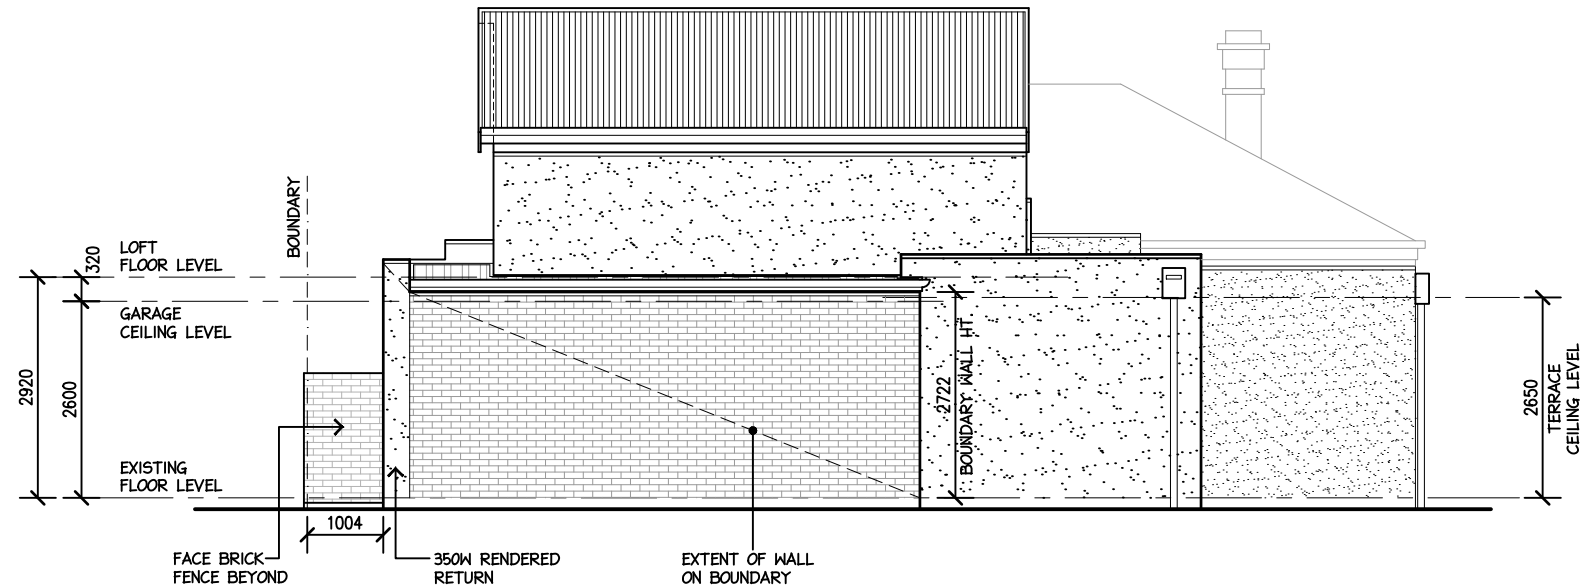 BOUNDARY
320
LOFT
FLOOR LEVEL
GARAGE
CEILING LEVEL
2920
2600
EXISTING
FLOOR LEVEL
1004
FACE BRICK
FENCE BEYOND
350W RENDERED
RETURN
EXTENT OF WALL
ON BOUNDARY
2722
BOUNDARY WALL HT.
2650
TERRACE
CEILING LEVEL